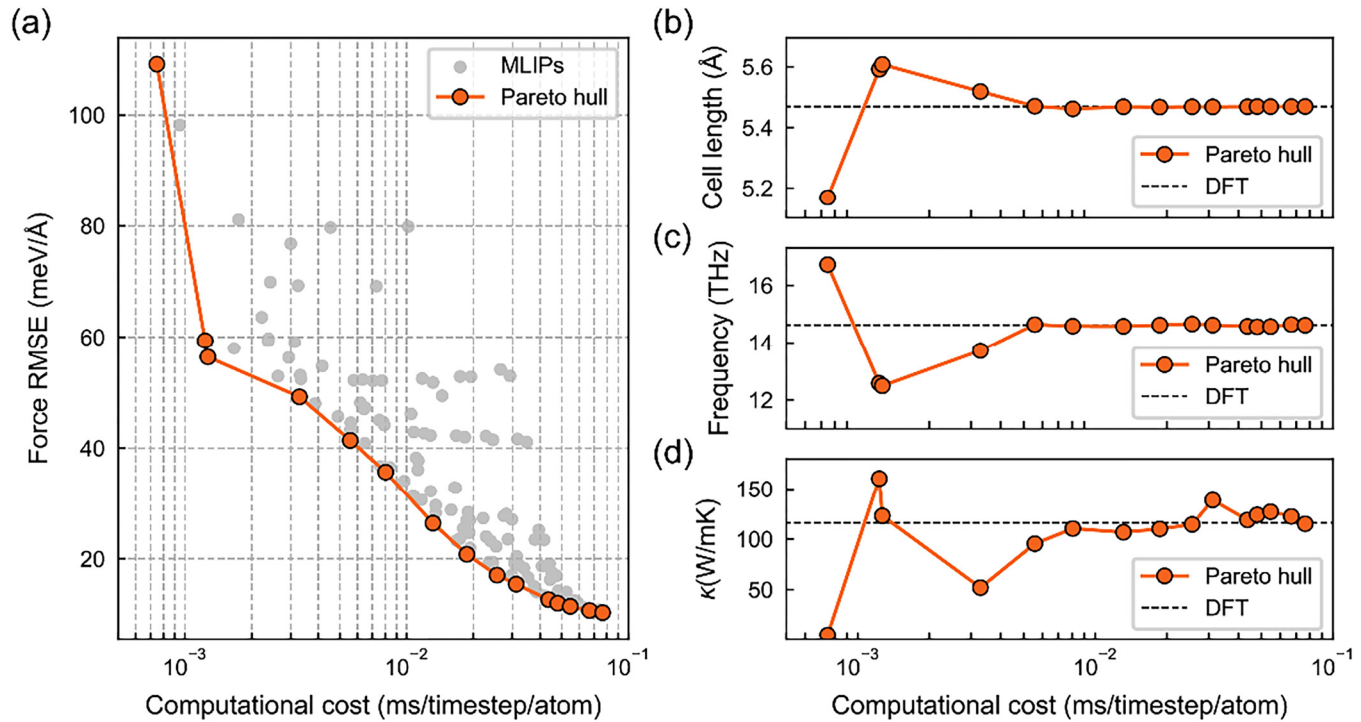 (a)
MLIPs
Pareto hull
Force RMSE (meV/Å)
100
80
60
40
20
10⁻³
10⁻²
10⁻¹
Computational cost (ms/timestep/atom)
(b)
Cell length (Å)
5.6
5.4
5.2
Pareto hull
DFT
(c)
Frequency (THz)
16
14
12
Pareto hull
DFT
(d)
κ(W/mK)
150
100
50
Pareto hull
DFT
10⁻³
10⁻²
10⁻¹
Computational cost (ms/timestep/atom)